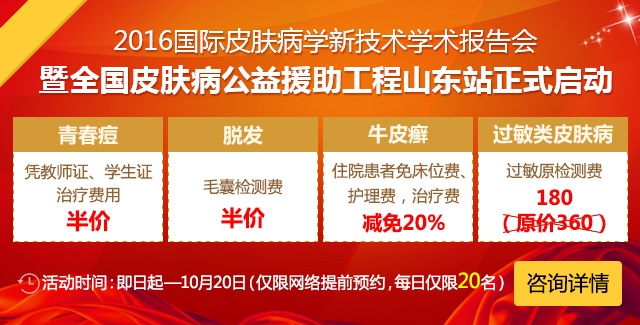 2016国际皮肤病学新技术学术报告会
暨全国皮肤病公益援助工程山东站正式启动
青春痘
凭教师证、学生证
治疗费用
半价
脱发
毛囊检测费
半价
牛皮癣
住院患者免床位费、
护理费，治疗费
减免20%
过敏类皮肤病
过敏原检测费
180
（原价360）
活动时间：即日起—10月20日（仅限网络提前预约，每日仅限20名）
咨询详情